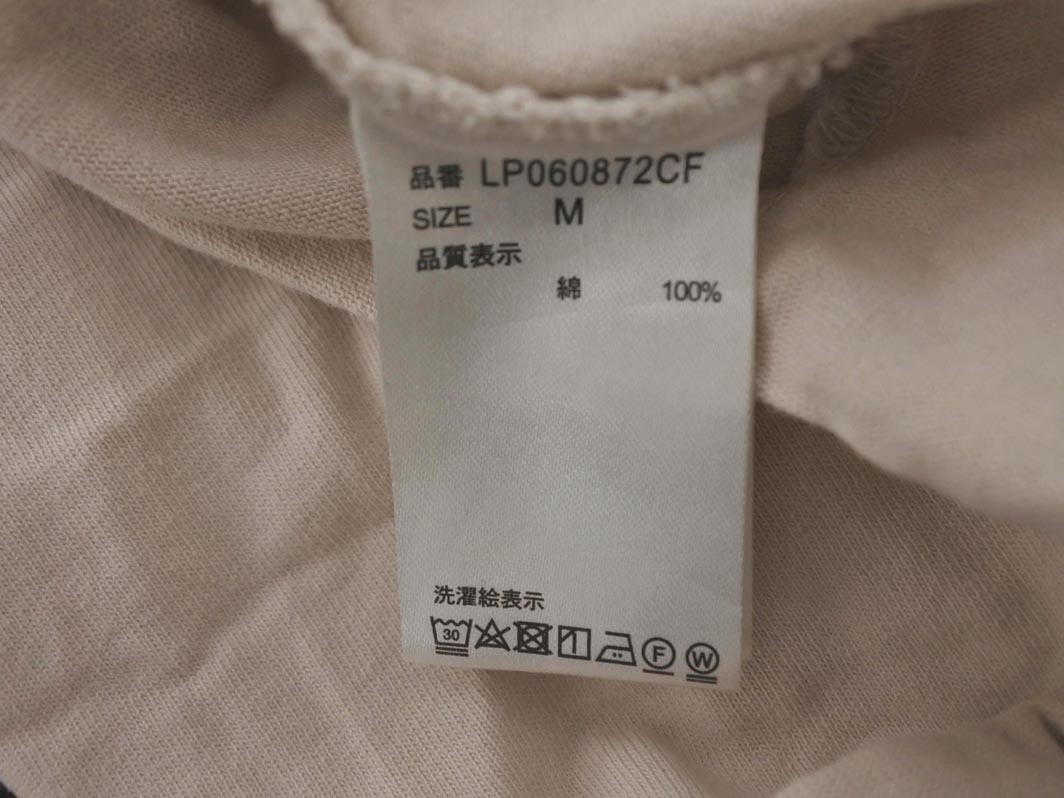 品番 LP060872CF
SIZE M
品質表示
綿 100%
洗濯絵表示
30 F W